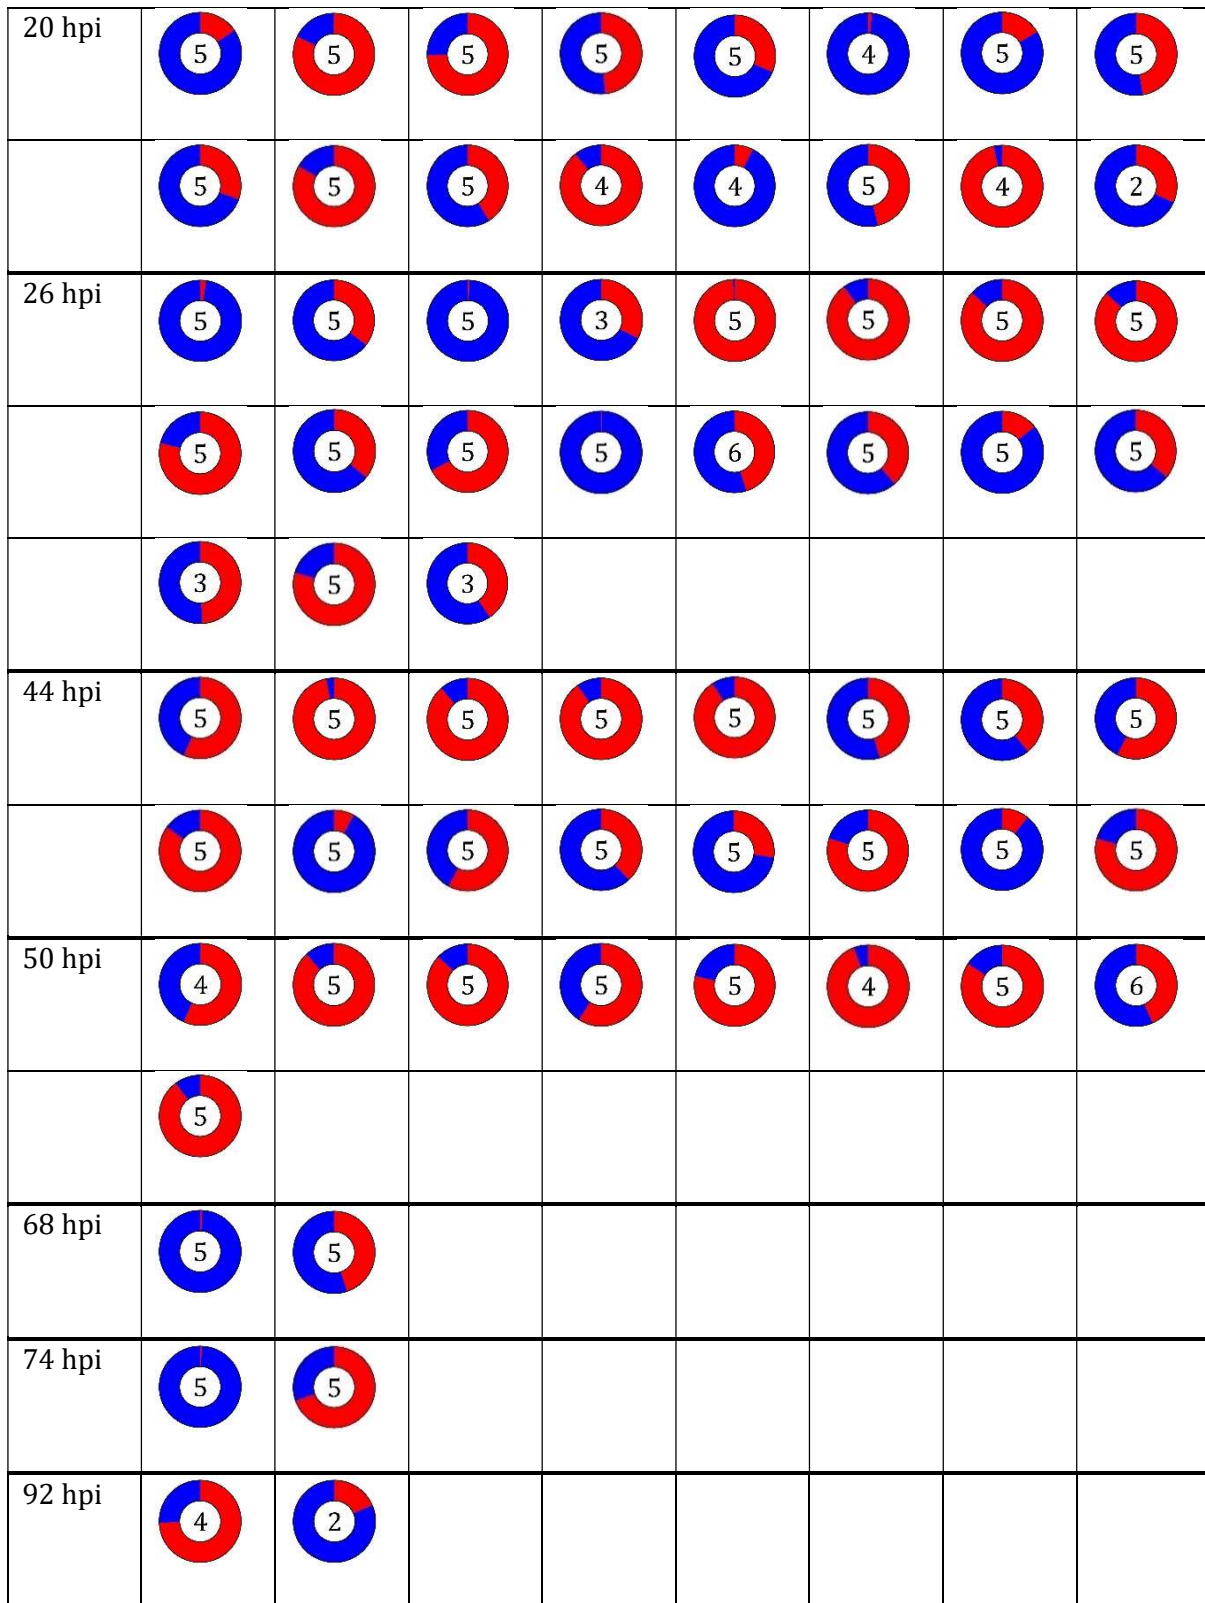 20 hpi 5 5 5 5 5 4 5 5
5 5 5 4 4 5 4 2
26 hpi 5 5 5 3 5 5 5 5
5 5 5 5 6 5 5 5
3 5 3
44 hpi 5 5 5 5 5 5 5 5
5 5 5 5 5 5 5 5
50 hpi 4 5 5 5 5 4 5 6
5
68 hpi 5 5
74 hpi 5 5
92 hpi 4 2